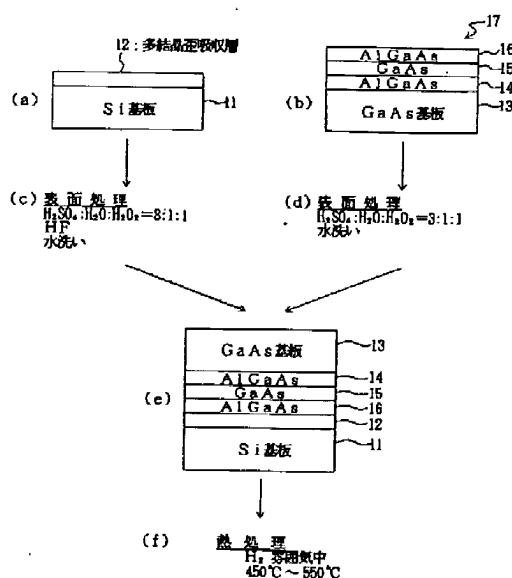 12:多結晶歪吸収層
(a)
Si基板
11
17
AlGaAs
16
GaAs
15
AlGaAs
14
(b)
GaAs基板
13
(c) 表面処理
H₂SO₄:H₂O:H₂O₂=8:1:1
HF
水洗い
(d) 表面処理
H₂SO₄:H₂O:H₂O₂=3:1:1
水洗い
GaAs基板
13
AlGaAs
14
(e)
GaAs
15
AlGaAs
16
12
Si基板
11
(f) 熱処理
H₂ 雰囲気中
450℃~550℃